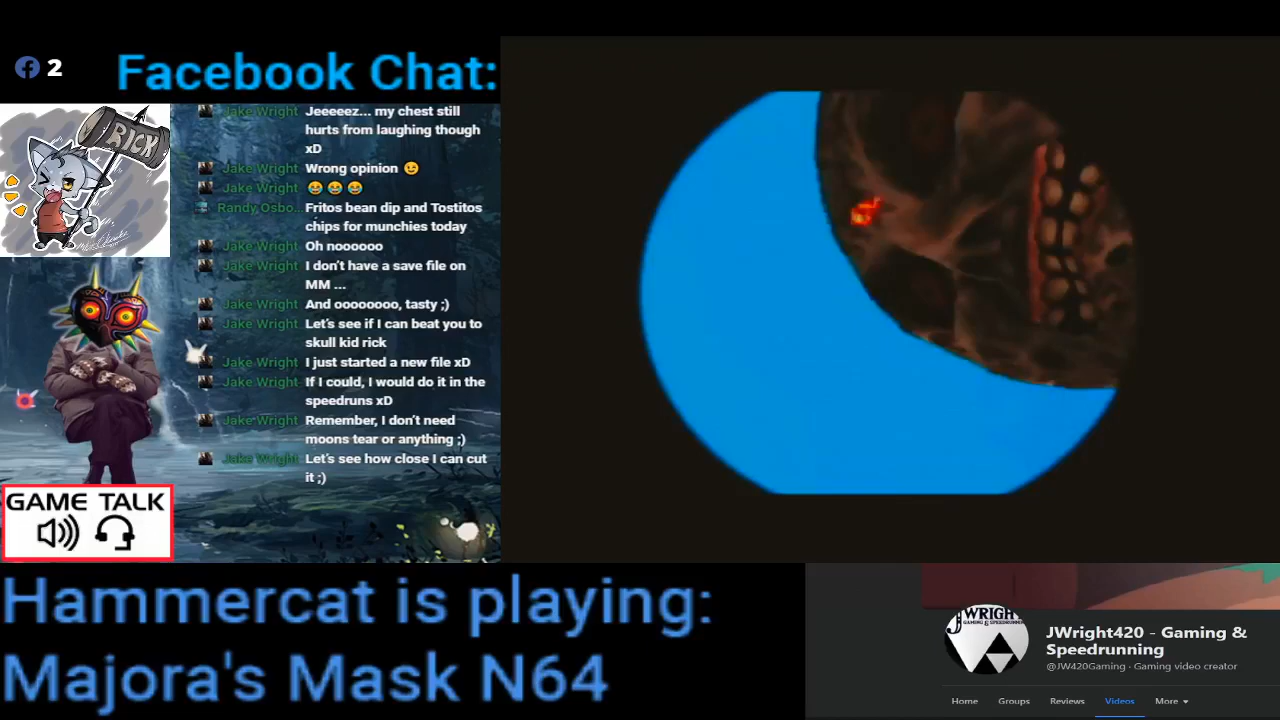 2
Facebook Chat:
RICK
Jake Wright Jeeeeez... my chest still
hurts from laughing though
xD
Jake Wright Wrong opinion 😉
Jake Wright 😂 😂 😂
Randy Osbo... Fritos bean dip and Tostitos
chips for munchies today
Jake Wright Oh noooooo
Jake Wright I don't have a save file on
MM ...
Jake Wright And oooooooo, tasty ;)
Jake Wright Let's see if I can beat you to
skull kid rick
Jake Wright I just started a new file xD
Jake Wright If I could, I would do it in the
speedruns xD
Jake Wright Remember, I don't need
moons tear or anything ;)
Jake Wright Let's see how close I can cut
it ;)
GAME TALK
Hammercat is playing:
Majora's Mask N64
JWRIGHT
GAMING & SPEEDRUNNING
JWright420 - Gaming &
Speedrunning
@JW420Gaming · Gaming video creator
Home Groups Reviews Videos More